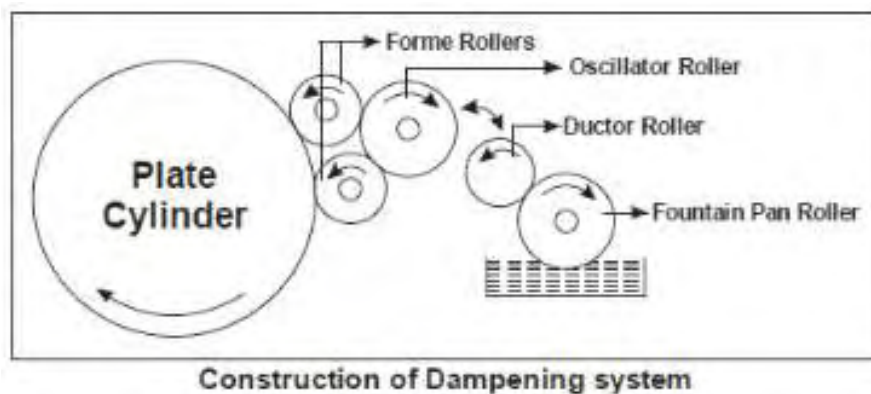 Forme Rollers
Oscillator Roller
Ductor Roller
Plate
Cylinder
Fountain Pan Roller
Construction of Dampening system